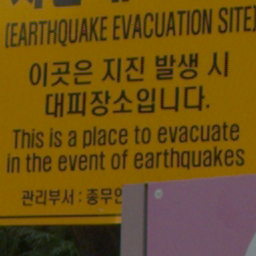 (EARTHQUAKE EVACUATION SITE)
이곳은 지진 발생 시
대피장소입니다.
This is a place to evacuate
in the event of earthquakes
관리부서 : 총무인